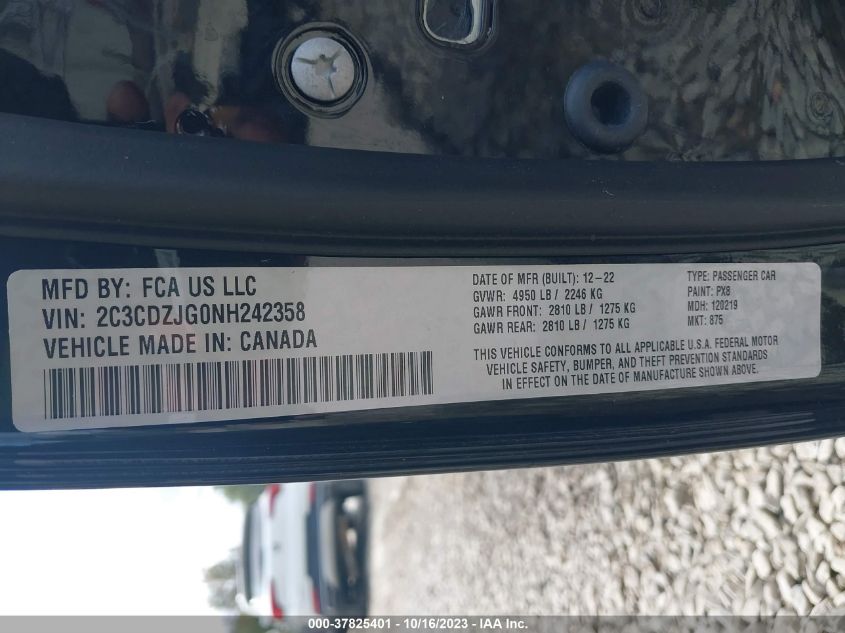 MFD BY: FCA US LLC
VIN: 2C3CDZJG0NH242358
VEHICLE MADE IN: CANADA
DATE OF MFR (BUILT): 12-22
GVWR: 4950 LB / 2246 KG
GAWR FRONT: 2810 LB / 1275 KG
GAWR REAR: 2810 LB / 1275 KG
TYPE: PASSENGER CAR
PAINT: PX8
MDH: 120219
MKT: 875
THIS VEHICLE CONFORMS TO ALL APPLICABLE U.S.A. FEDERAL MOTOR
VEHICLE SAFETY, BUMPER, AND THEFT PREVENTION STANDARDS
IN EFFECT ON THE DATE OF MANUFACTURE SHOWN ABOVE.
000-37825401 - 10/16/2023 - IAA Inc.